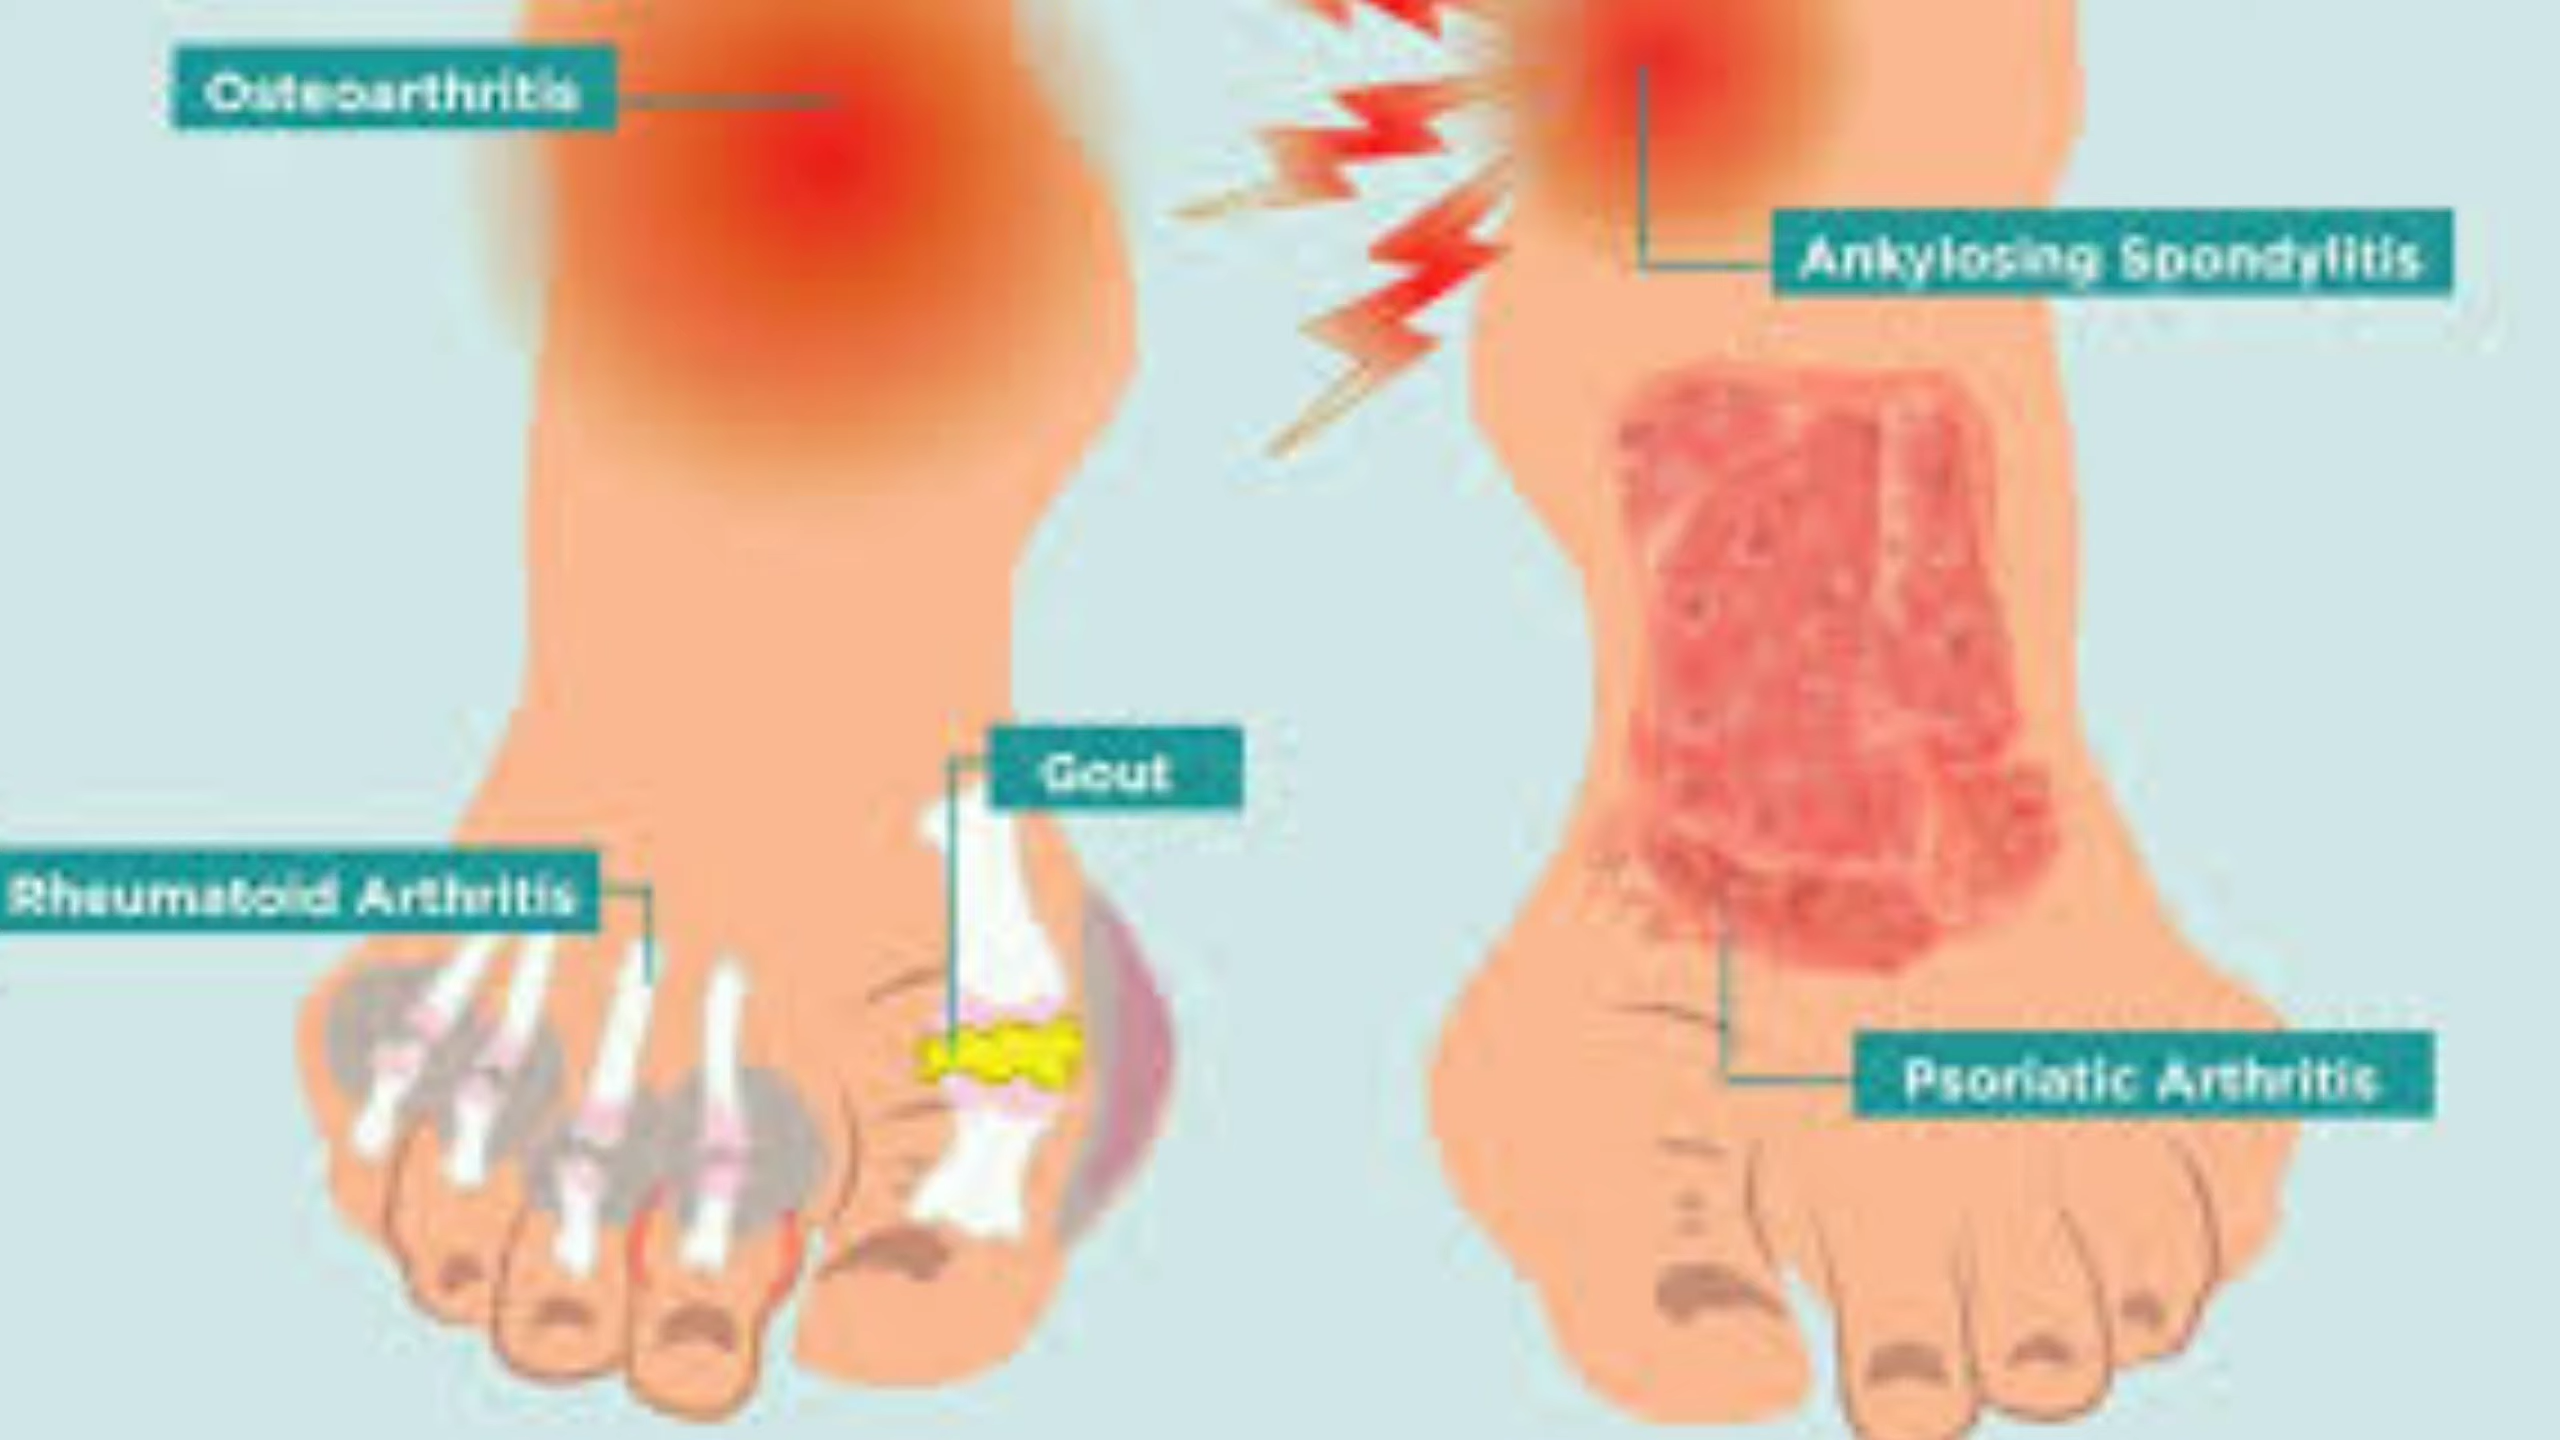 Osteoarthritis
Ankylosing Spondylitis
Gout
Rheumatoid Arthritis
Psoriatic Arthritis